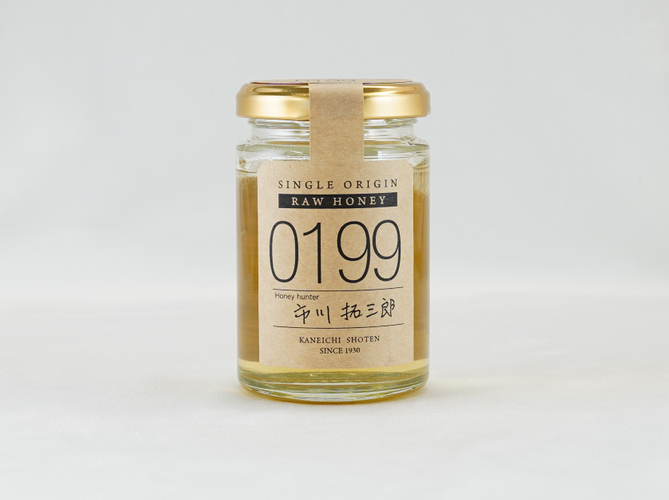 SINGLE ORIGIN
RAW HONEY
0199
Honey hunter
市川 拓三郎
KANEICHI SHOTEN
SINCE 1930